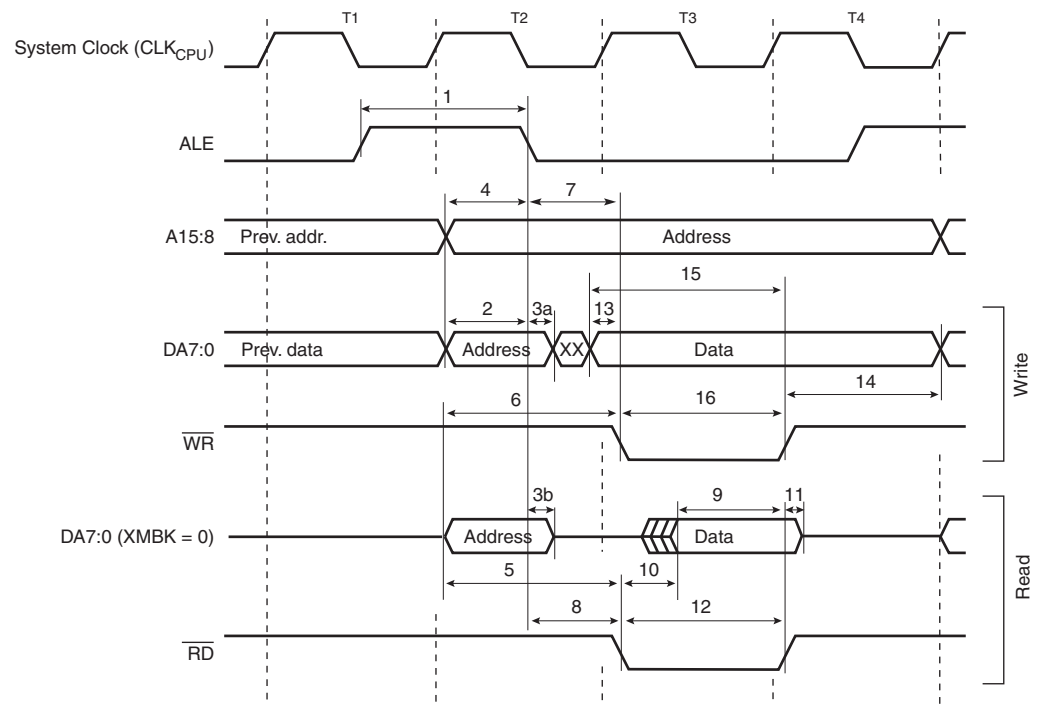 T1 T2 T3 T4
System Clock (CLKCPU)
1
ALE
4 7
A15:8 Prev. addr. Address
15
2 3a 13
DA7:0 Prev. data Address XX Data
14
6 16
WR
Write
3b 9 11
DA7:0 (XMBK = 0) Address Data
5 10
8 12
RD
Read